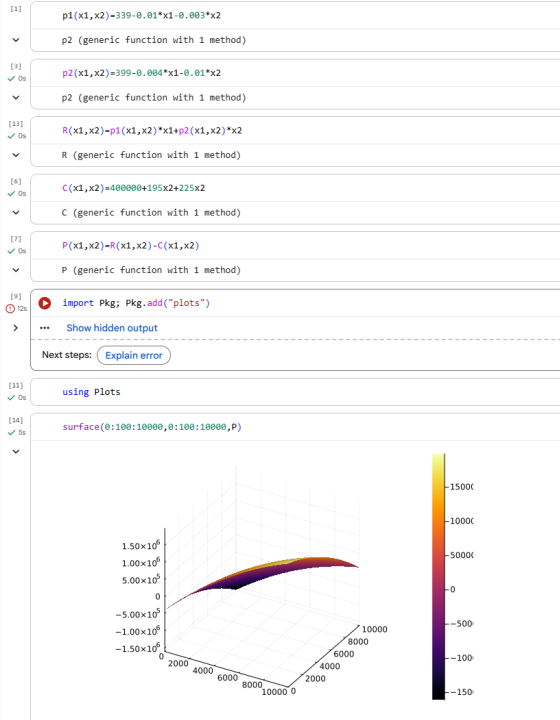 [1]
p1(x1,x2)=339-0.01*x1-0.003*x2
p2 (generic function with 1 method)
[3]
0s
p2(x1,x2)=399-0.004*x1-0.01*x2
p2 (generic function with 1 method)
[13]
0s
R(x1,x2)=p1(x1,x2)*x1+p2(x1,x2)*x2
R (generic function with 1 method)
[6]
0s
C(x1,x2)=400000+195x2+225x2
C (generic function with 1 method)
[7]
0s
P(x1,x2)=R(x1,x2)-C(x1,x2)
P (generic function with 1 method)
[9]
12s
import Pkg; Pkg.add("plots")
Show hidden output
Next steps: Explain error
[11]
0s
using Plots
[14]
5s
surface(0:100:10000,0:100:10000,P)
1.50×10⁶
1.00×10⁶
5.00×10⁵
0
−5.00×10⁵
−1.00×10⁶
−1.50×10⁶
0
2000
4000
6000
8000
10000
0
2000
4000
6000
8000
10000
15000
10000
50000
0
−500
−100
−150